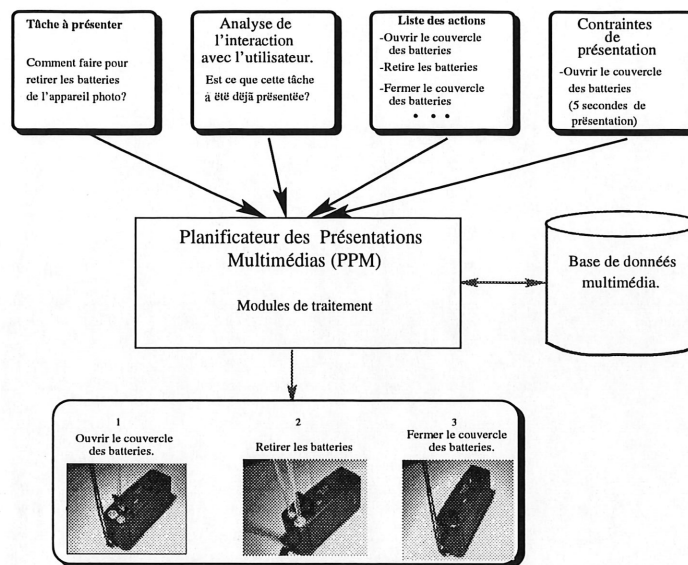 Tâche à présenter
Comment faire pour
retirer les batteries
de l'appareil photo?
Analyse de
l'interaction
avec l'utilisateur.
Est ce que cette tâche
à été déjà présentée?
Liste des actions
-Ouvrir le couvercle
des batteries
-Retire les batteries
-Fermer le couvercle
des batteries
• • •
Contraintes
de
présentation
-Ouvrir le couvercle
des batteries
(5 secondes de
présentation)
Planificateur des Présentations
Multimédias (PPM)
Modules de traitement
Base de donnéés
multimédia.
1
Ouvrir le couvercle
des batteries.
2
Retirer les batteries
3
Fermer le couvercle
des batteries.